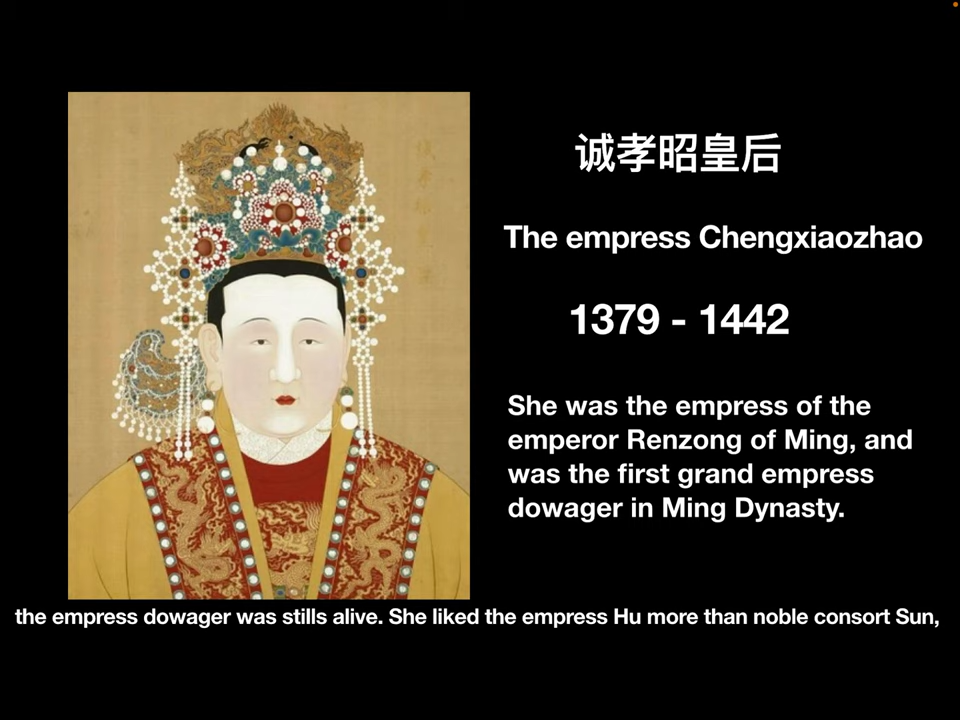 诚孝昭皇后
The empress Chengxiaozhao
1379 - 1442
She was the empress of the
emperor Renzong of Ming, and
was the first grand empress
dowager in Ming Dynasty.
the empress dowager was stills alive. She liked the empress Hu more than noble consort Sun,